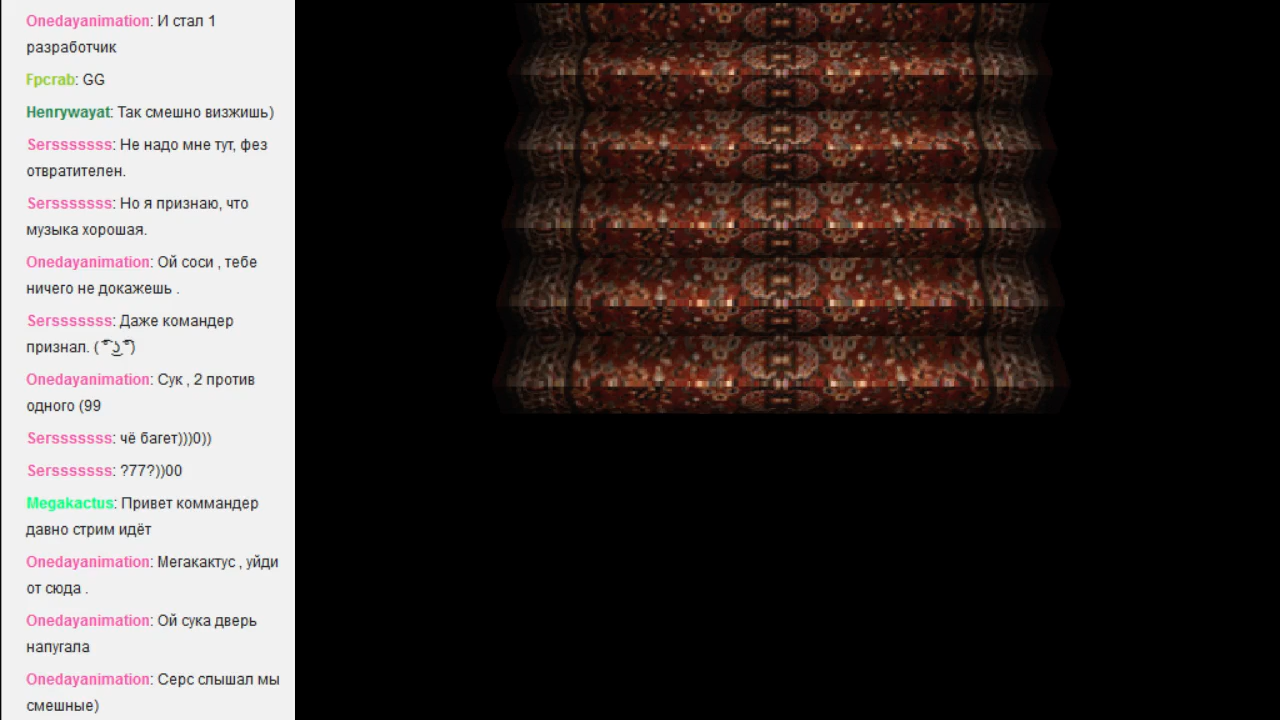 Onedayanimation: И стал 1
разработчик
Fpcrab: GG
Henrywayat: Так смешно визжишь)
Sersssssss: Не надо мне тут, фез
отвратителен.
Sersssssss: Но я признаю, что
музыка хорошая.
Onedayanimation: Ой соси , тебе
ничего не докажешь .
Sersssssss: Даже командер
признал. ( ͡° ͜ʖ ͡°)
Onedayanimation: Сук , 2 против
одного (99
Sersssssss: чё багет)))0))
Sersssssss: ?77?))00
Megakactus: Привет коммандер
давно стрим идёт
Onedayanimation: Мегакактус , уйди
от сюда .
Onedayanimation: Ой сука дверь
напугала
Onedayanimation: Серс слышал мы
смешные)